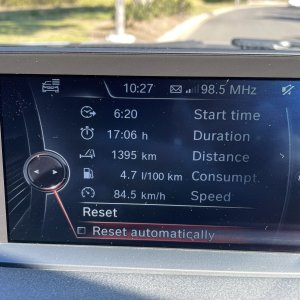 10:27 98.5 MHz
6:20 Start time
17:06 h Duration
1395 km Distance
4.7 l/100 km Consumpt.
84.5 km/h Speed
Reset
Reset automatically